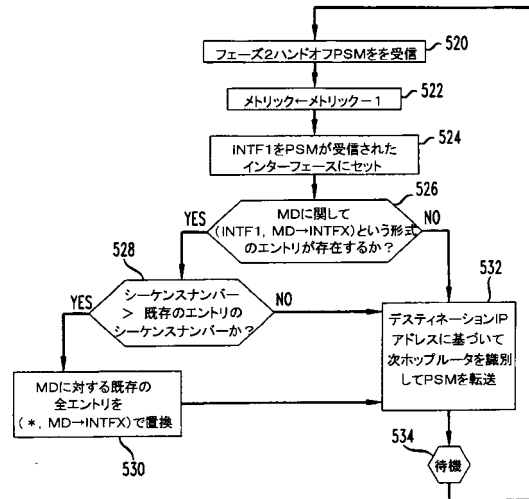 フェーズ2ハンドオフPSMをを受信
520
メトリック←メトリック−1
522
INTF1をPSMが受信された
インターフェースにセット
524
526
YES
MDに関して
(INTF1, MD→INTFX)という形式
のエントリが存在するか?
NO
528
YES
シーケンスナンバー
> 既存のエントリの
シーケンスナンバーか?
NO
532
デスティネーションIP
アドレスに基づいて
次ホップルータを識別
してPSMを転送
MDに対する既存の
全エントリを
(*, MD→INTFX)で置換
530
534
待機